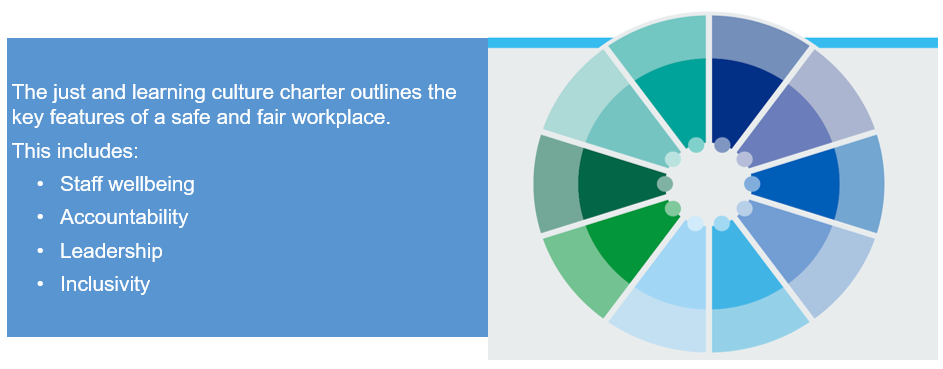 The just and learning culture charter outlines the
key features of a safe and fair workplace.
This includes:
• Staff wellbeing
• Accountability
• Leadership
• Inclusivity